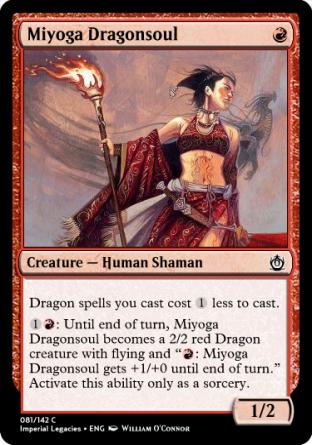 Miyoga Dragonsoul
Creature — Human Shaman
Dragon spells you cast cost 1 less to cast.
1 : Until end of turn, Miyoga
Dragonsoul becomes a 2/2 red Dragon
creature with flying and “ : Miyoga
Dragonsoul gets +1/+0 until end of turn.”
Activate this ability only as a sorcery.
1/2
081/142 C
Imperial Legacies • ENG William O'Connor